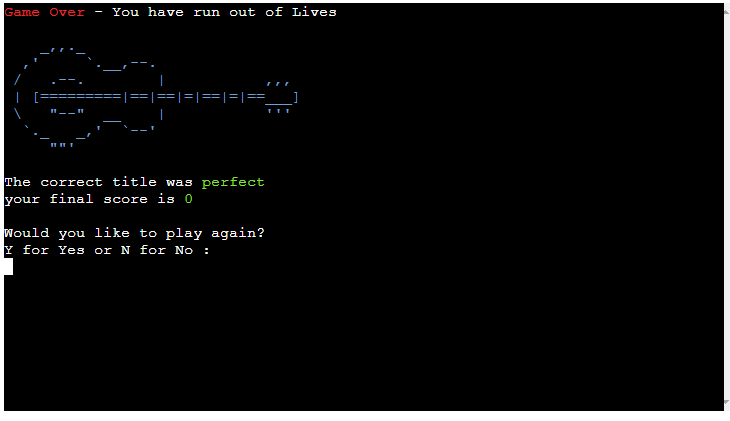 Game Over - You have run out of Lives
The correct title was perfect
your final score is 0
Would you like to play again?
Y for Yes or N for No :